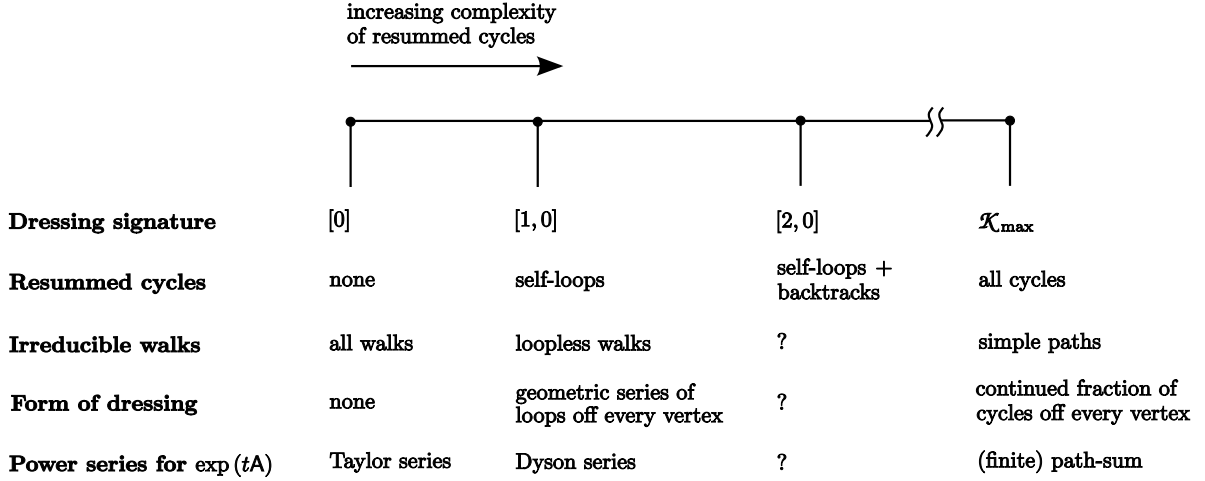 increasing complexity
of resummed cycles
Dressing signature [0] [1, 0] [2, 0] 𝒦max
Resummed cycles none self-loops self-loops + backtracks all cycles
Irreducible walks all walks loopless walks ? simple paths
Form of dressing none geometric series of loops off every vertex ? continued fraction of cycles off every vertex
Power series for exp (tA) Taylor series Dyson series ? (finite) path-sum